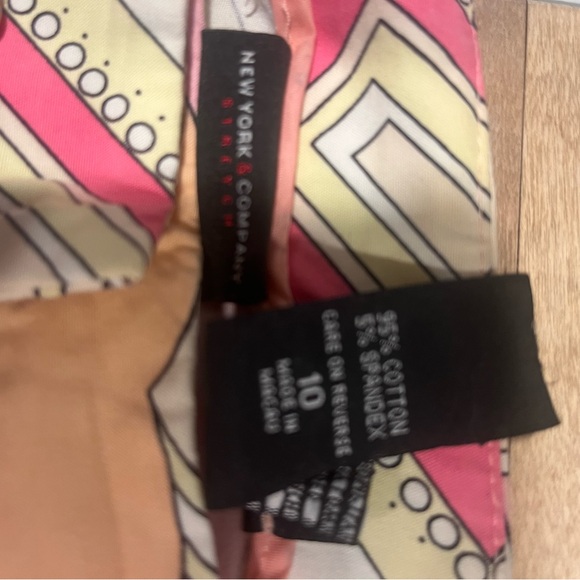 NEW YORK & COMPANY
STRETCH
95% COTTON
5% SPANDEX
CARE ON REVERSE
10
MADE IN
MACAU